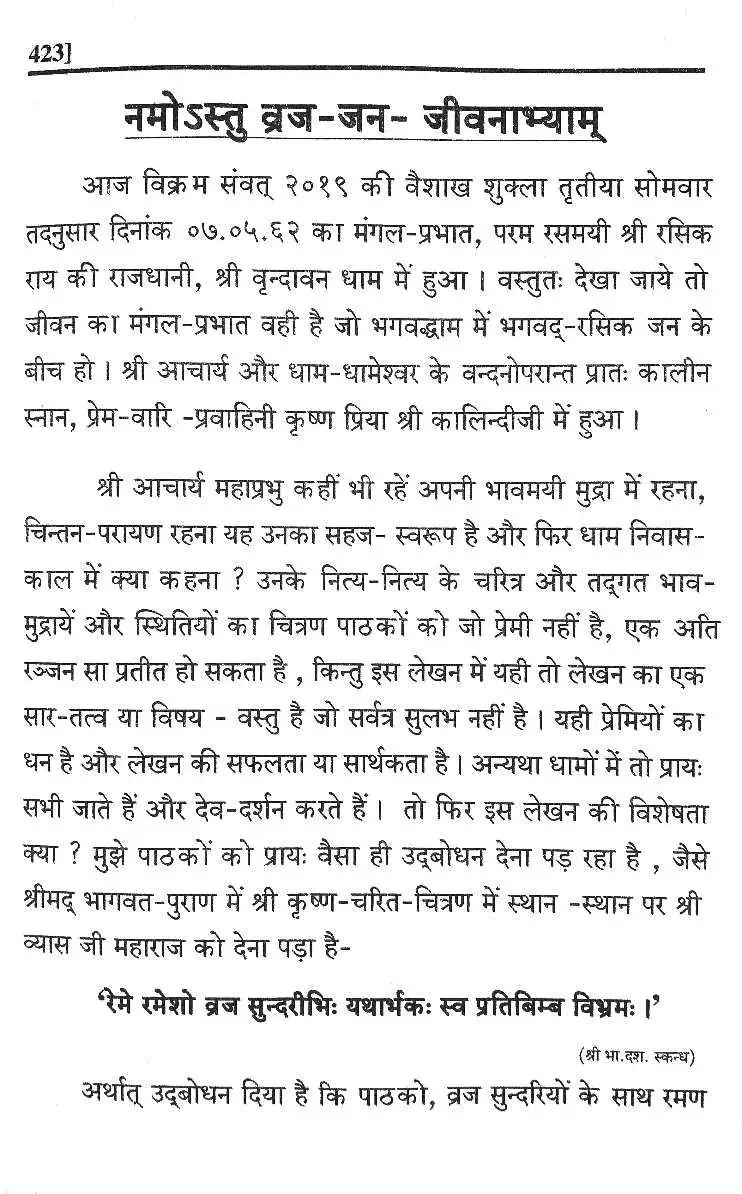 423]
नमोऽस्तु व्रज-जन- जीवनाभ्याम्
आज विक्रम संवत् २०१९ की वैशाख शुक्ला तृतीया सोमवार
तदनुसार दिनांक ०७.०५.६२ का मंगल-प्रभात, परम रसमयी श्री रसिक
राय की राजधानी, श्री वृन्दावन धाम में हुआ । वस्तुतः देखा जाये तो
जीवन का मंगल-प्रभात वही है जो भगवद्धाम में भगवद्-रसिक जन के
बीच हो । श्री आचार्य और धाम-धामेश्वर के वन्दनोपरान्त प्रातः कालीन
स्नान, प्रेम-वारि -प्रवाहिनी कृष्ण प्रिया श्री कालिन्दीजी में हुआ ।
श्री आचार्य महाप्रभु कहीं भी रहें अपनी भावमयी मुद्रा में रहना,
चिन्तन-परायण रहना यह उनका सहज- स्वरूप है और फिर धाम निवास-
काल में क्या कहना ? उनके नित्य-नित्य के चरित्र और तद्गत भाव-
मुद्रायें और स्थितियों का चित्रण पाठकों को जो प्रेमी नहीं है, एक अति
रञ्जन सा प्रतीत हो सकता है , किन्तु इस लेखन में यही तो लेखन का एक
सार-तत्व या विषय - वस्तु है जो सर्वत्र सुलभ नहीं है । यही प्रेमियों का
धन है और लेखन की सफलता या सार्थकता है । अन्यथा धामों में तो प्रायः
सभी जाते हैं और देव-दर्शन करते हैं । तो फिर इस लेखन की विशेषता
क्या ? मुझे पाठकों को प्रायः वैसा ही उद्बोधन देना पड़ रहा है , जैसे
श्रीमद् भागवत-पुराण में श्री कृष्ण-चरित-चित्रण में स्थान -स्थान पर श्री
व्यास जी महाराज को देना पड़ा है-
‘रेमे रमेशो व्रज सुन्दरीभिः यथार्भकः स्व प्रतिबिम्ब विभ्रमः ।’
(श्री भा.दश. स्कन्ध)
अर्थात् उद्बोधन दिया है कि पाठको, व्रज सुन्दरियों के साथ रमण